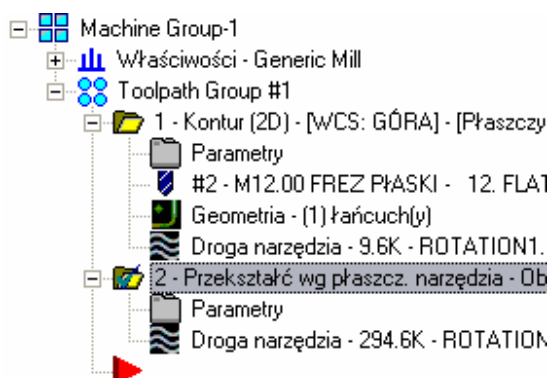 Machine Group-1
Właściwości - Generic Mill
Toolpath Group #1
1 - Kontur (2D) - [WCS: GÓRA] - [Płaszczy
Parametry
#2 - M12.00 FREZ PŁASKI - 12. FLAT
Geometria - (1) łańcuch(y)
Droga narzędzia - 9.6K - ROTATION1.
2 - Przekształć wg płaszcz. narzędzia - Ob
Parametry
Droga narzędzia - 294.6K - ROTATION